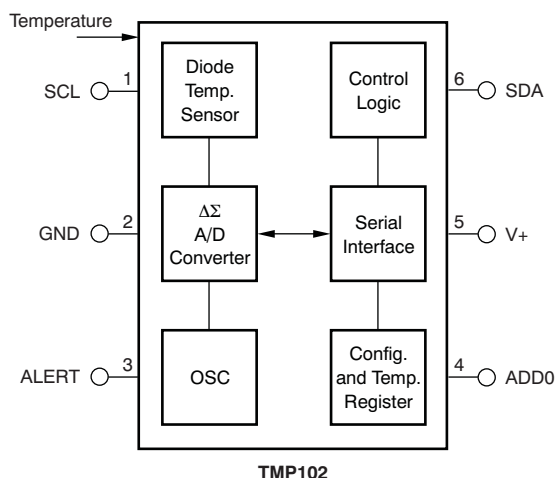 Temperature
SCL
1
Diode
Temp.
Sensor
Control
Logic
6
SDA
GND
2
ΔΣ
A/D
Converter
Serial
Interface
5
V+
ALERT
3
OSC
Config.
and Temp.
Register
4
ADD0
TMP102